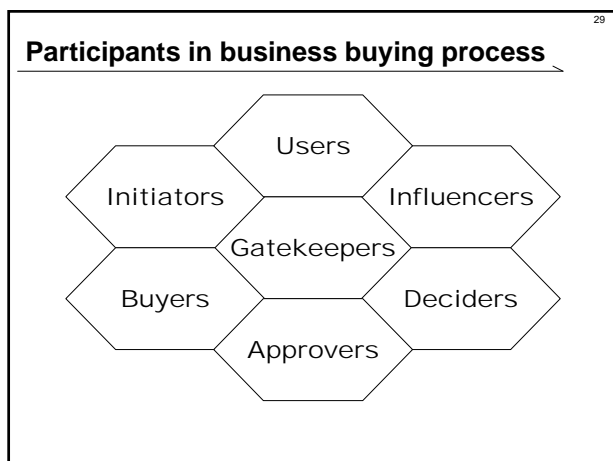 29
Participants in business buying process
Users
Initiators
Influencers
Gatekeepers
Buyers
Deciders
Approvers